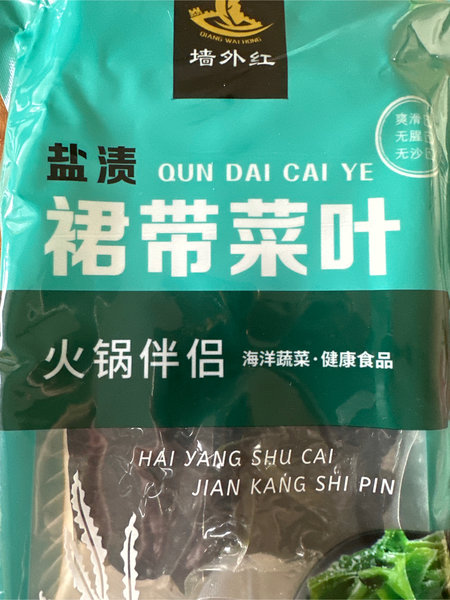 QIANG WAI HONG
墙外红
爽滑
无腥
无沙
盐渍 QUN DAI CAI YE
裙带菜叶
火锅伴侣 海洋蔬菜·健康食品
HAI YANG SHU CAI
JIAN KANG SHI PIN